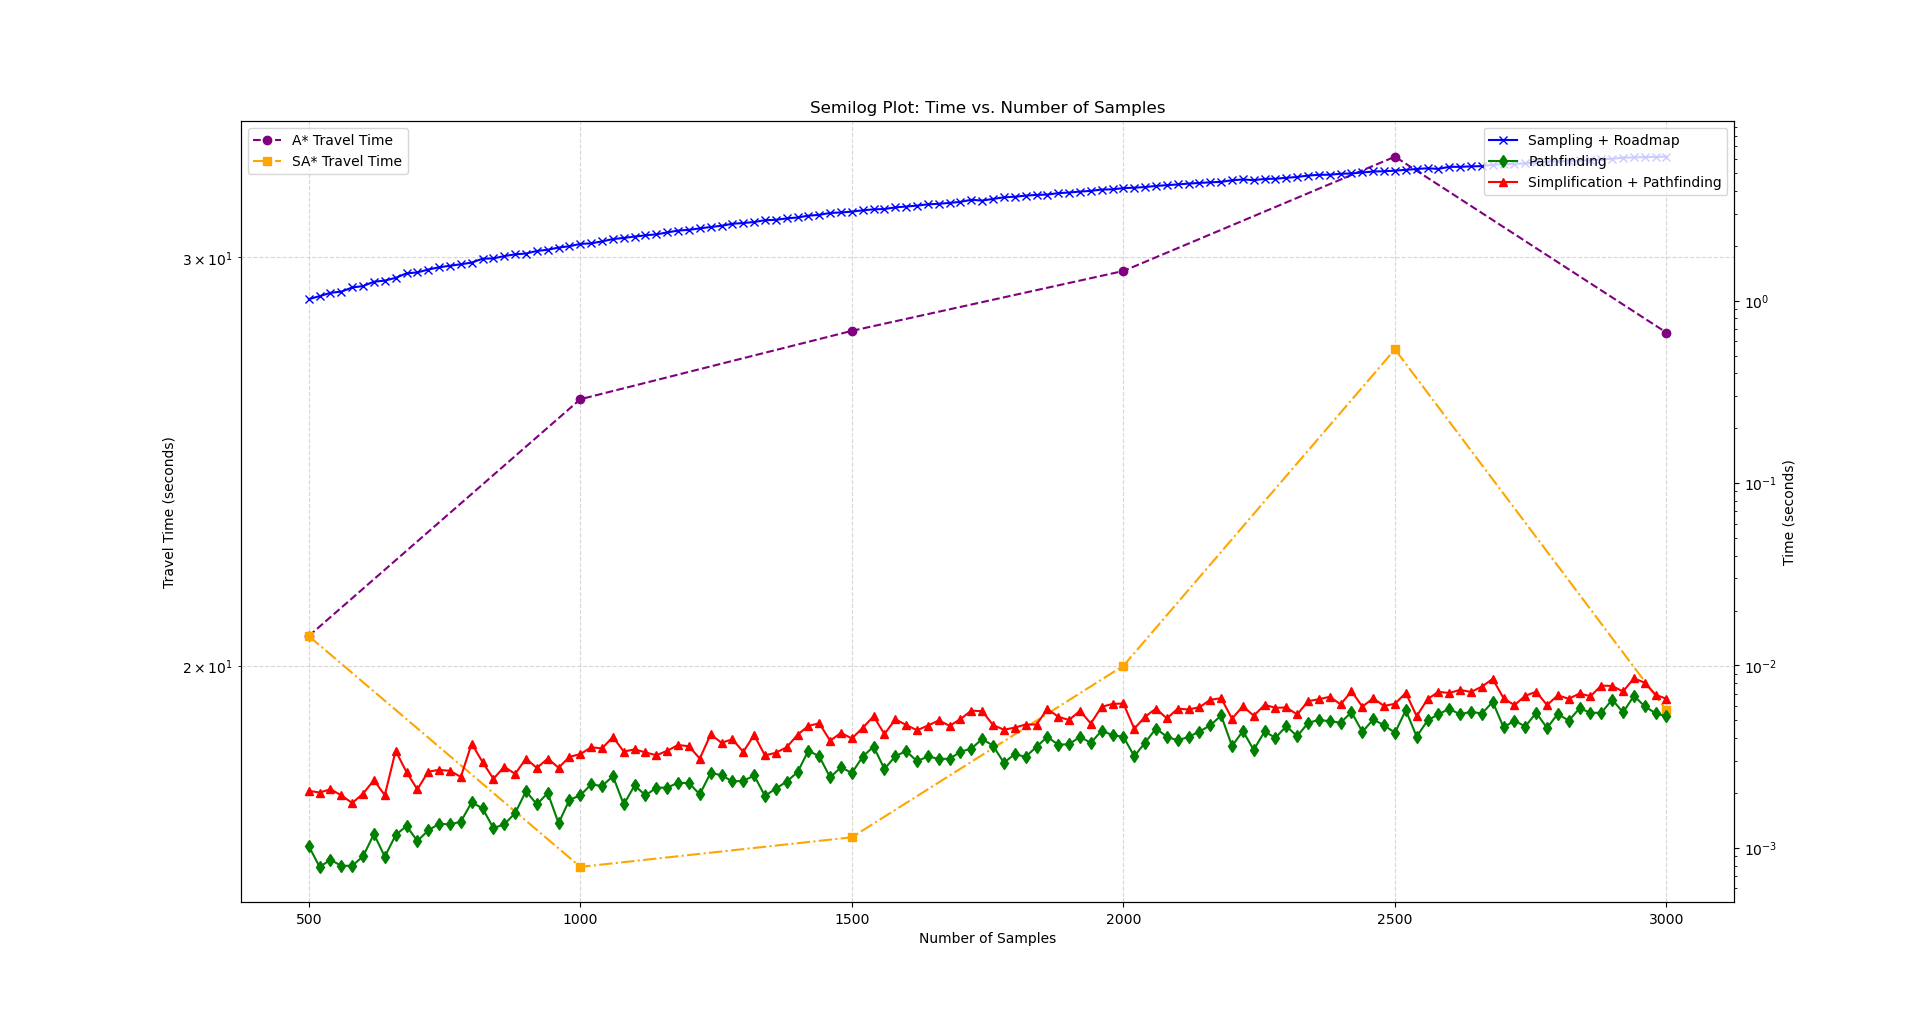 Semilog Plot: Time vs. Number of Samples
A* Travel Time
SA* Travel Time
Sampling + Roadmap
Pathfinding
Simplification + Pathfinding
Travel Time (seconds)
3 × 10¹
2 × 10¹
Time (seconds)
10⁰
10⁻¹
10⁻²
10⁻³
500 1000 1500 2000 2500 3000
Number of Samples